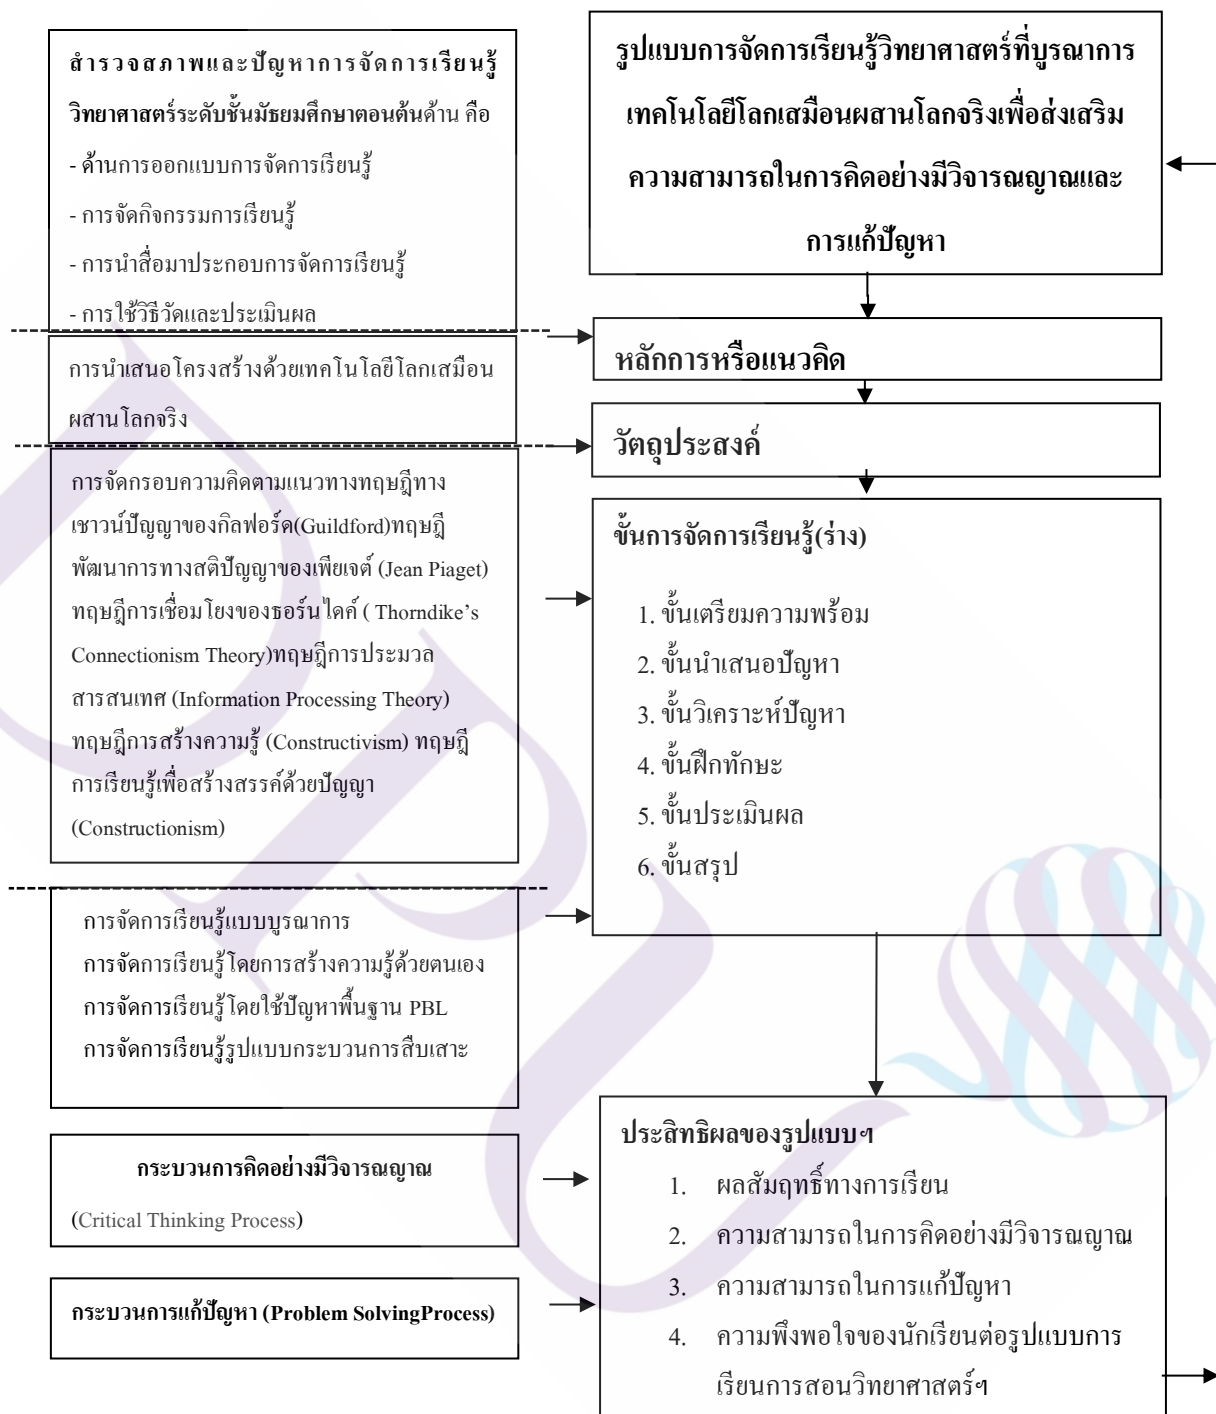 สำรวจสภาพและปัญหาการจัดการเรียนรู้
วิทยาศาสตร์ระดับชั้นมัธยมศึกษาตอนต้นด้าน คือ
- ด้านการออกแบบการจัดการเรียนรู้
- การจัดกิจกรรมการเรียนรู้
- การนำสื่อมาประกอบการจัดการเรียนรู้
- การใช้วิธีวัดและประเมินผล
การนำเสนอโครงสร้างด้วยเทคโนโลยีโลกเสมือน
ผสานโลกจริง
การจัดกรอบความคิดตามแนวทางทฤษฎีทาง
เชาวน์ปัญญาของกิลฟอร์ด(Guildford)ทฤษฎี
พัฒนาการทางสติปัญญาของเพียเจต์ (Jean Piaget)
ทฤษฎีการเชื่อมโยงของธอร์นไดค์ ( Thorndike’s
Connectionism Theory)ทฤษฎีการประมวล
สารสนเทศ (Information Processing Theory)
ทฤษฎีการสร้างความรู้ (Constructivism) ทฤษฎี
การเรียนรู้เพื่อสร้างสรรค์ด้วยปัญญา
(Constructionism)
การจัดการเรียนรู้แบบบูรณาการ
การจัดการเรียนรู้โดยการสร้างความรู้ด้วยตนเอง
การจัดการเรียนรู้โดยใช้ปัญหาพื้นฐาน PBL
การจัดการเรียนรู้รูปแบบกระบวนการสืบเสาะ
กระบวนการคิดอย่างมีวิจารณญาณ
(Critical Thinking Process)
กระบวนการแก้ปัญหา (Problem SolvingProcess)
รูปแบบการจัดการเรียนรู้วิทยาศาสตร์ที่บูรณาการ
เทคโนโลยีโลกเสมือนผสานโลกจริงเพื่อส่งเสริม
ความสามารถในการคิดอย่างมีวิจารณญาณและ
การแก้ปัญหา
หลักการหรือแนวคิด
วัตถุประสงค์
ขั้นการจัดการเรียนรู้(ร่าง)
1. ขั้นเตรียมความพร้อม
2. ขั้นนำเสนอปัญหา
3. ขั้นวิเคราะห์ปัญหา
4. ขั้นฝึกทักษะ
5. ขั้นประเมินผล
6. ขั้นสรุป
ประสิทธิผลของรูปแบบฯ
1. ผลสัมฤทธิ์ทางการเรียน
2. ความสามารถในการคิดอย่างมีวิจารณญาณ
3. ความสามารถในการแก้ปัญหา
4. ความพึงพอใจของนักเรียนต่อรูปแบบการ
เรียนการสอนวิทยาศาสตร์ฯ
DPU